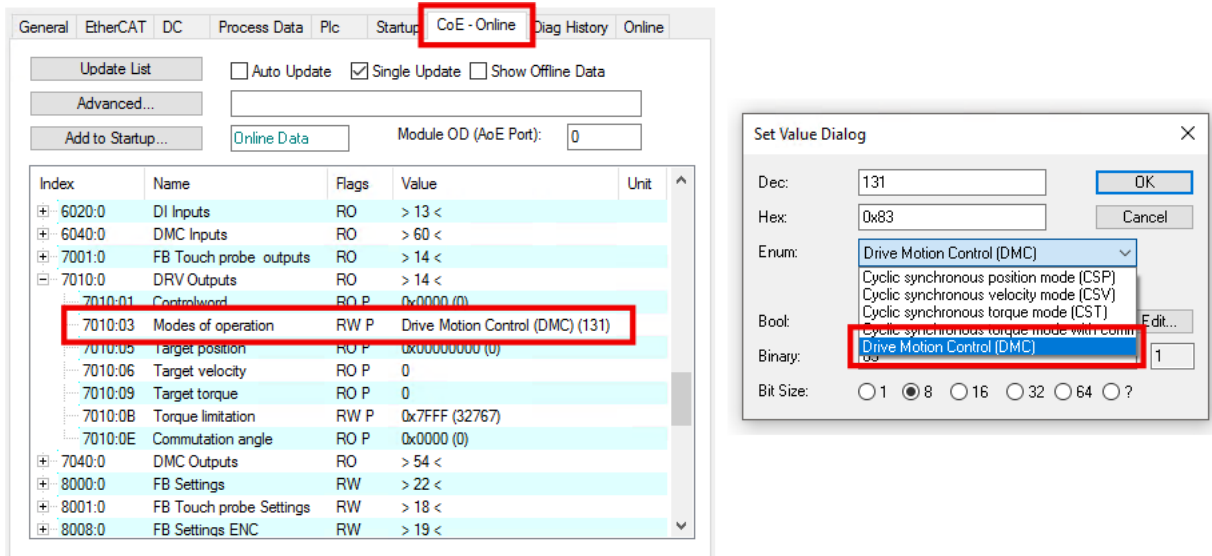 General EtherCAT DC Process Data Plc Startup CoE - Online Diag History Online
Update List Auto Update Single Update Show Offline Data
Advanced...
Add to Startup... Online Data Module OD (AoE Port): 0
Index Name Flags Value Unit
6020:0 DI Inputs RO > 13 <
6040:0 DMC Inputs RO > 60 <
7001:0 FB Touch probe outputs RO > 14 <
7010:0 DRV Outputs RO > 14 <
7010:01 Controlword RO P 0x0000 (0)
7010:03 Modes of operation RW P Drive Motion Control (DMC) (131)
7010:05 Target position RO P 0x00000000 (0)
7010:06 Target velocity RO P 0
7010:09 Target torque RO P 0
7010:0B Torque limitation RW P 0x7FFF (32767)
7010:0E Commutation angle RO P 0x0000 (0)
7040:0 DMC Outputs RO > 54 <
8000:0 FB Settings RW > 22 <
8001:0 FB Touch probe Settings RW > 18 <
8008:0 FB Settings ENC RW > 19 <
Set Value Dialog
Dec: 131 OK
Hex: 0x83 Cancel
Enum: Drive Motion Control (DMC)
Cyclic synchronous position mode (CSP)
Cyclic synchronous velocity mode (CSV)
Cyclic synchronous torque mode (CST)
Bool: Cyclic synchronous torque mode with comm Edit...
Drive Motion Control (DMC)
Binary: 1
Bit Size: 1 8 16 32 64 ?